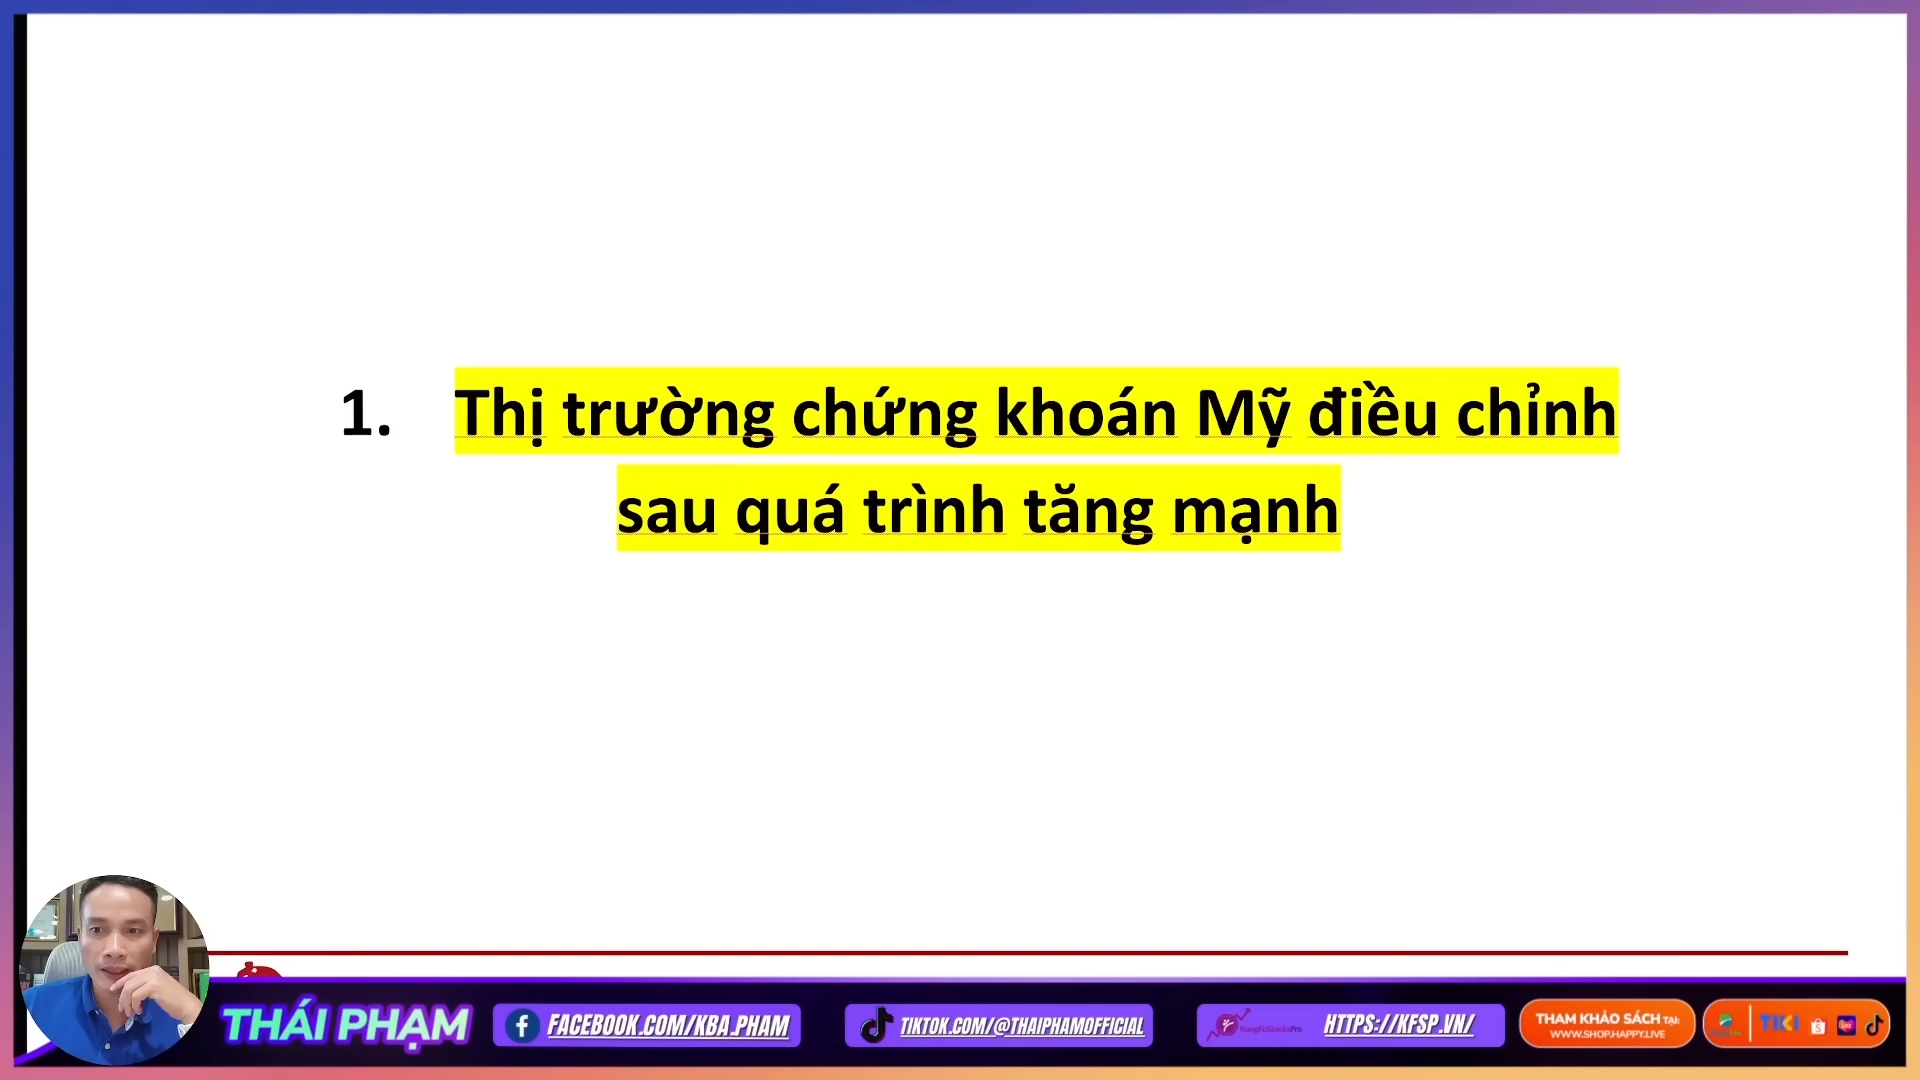 1. Thị trường chứng khoán Mỹ điều chỉnh
sau quá trình tăng mạnh
THÁI PHẠM
FACEBOOK.COM/KBA.PHAM
TIKTOK.COM/@THAIPHAMOFFICIAL
KungFuStocksPro
HTTPS://KFSP.VN/
THAM KHẢO SÁCH TẠI:
WWW.SHOP.HAPPY.LIVE
TIKI